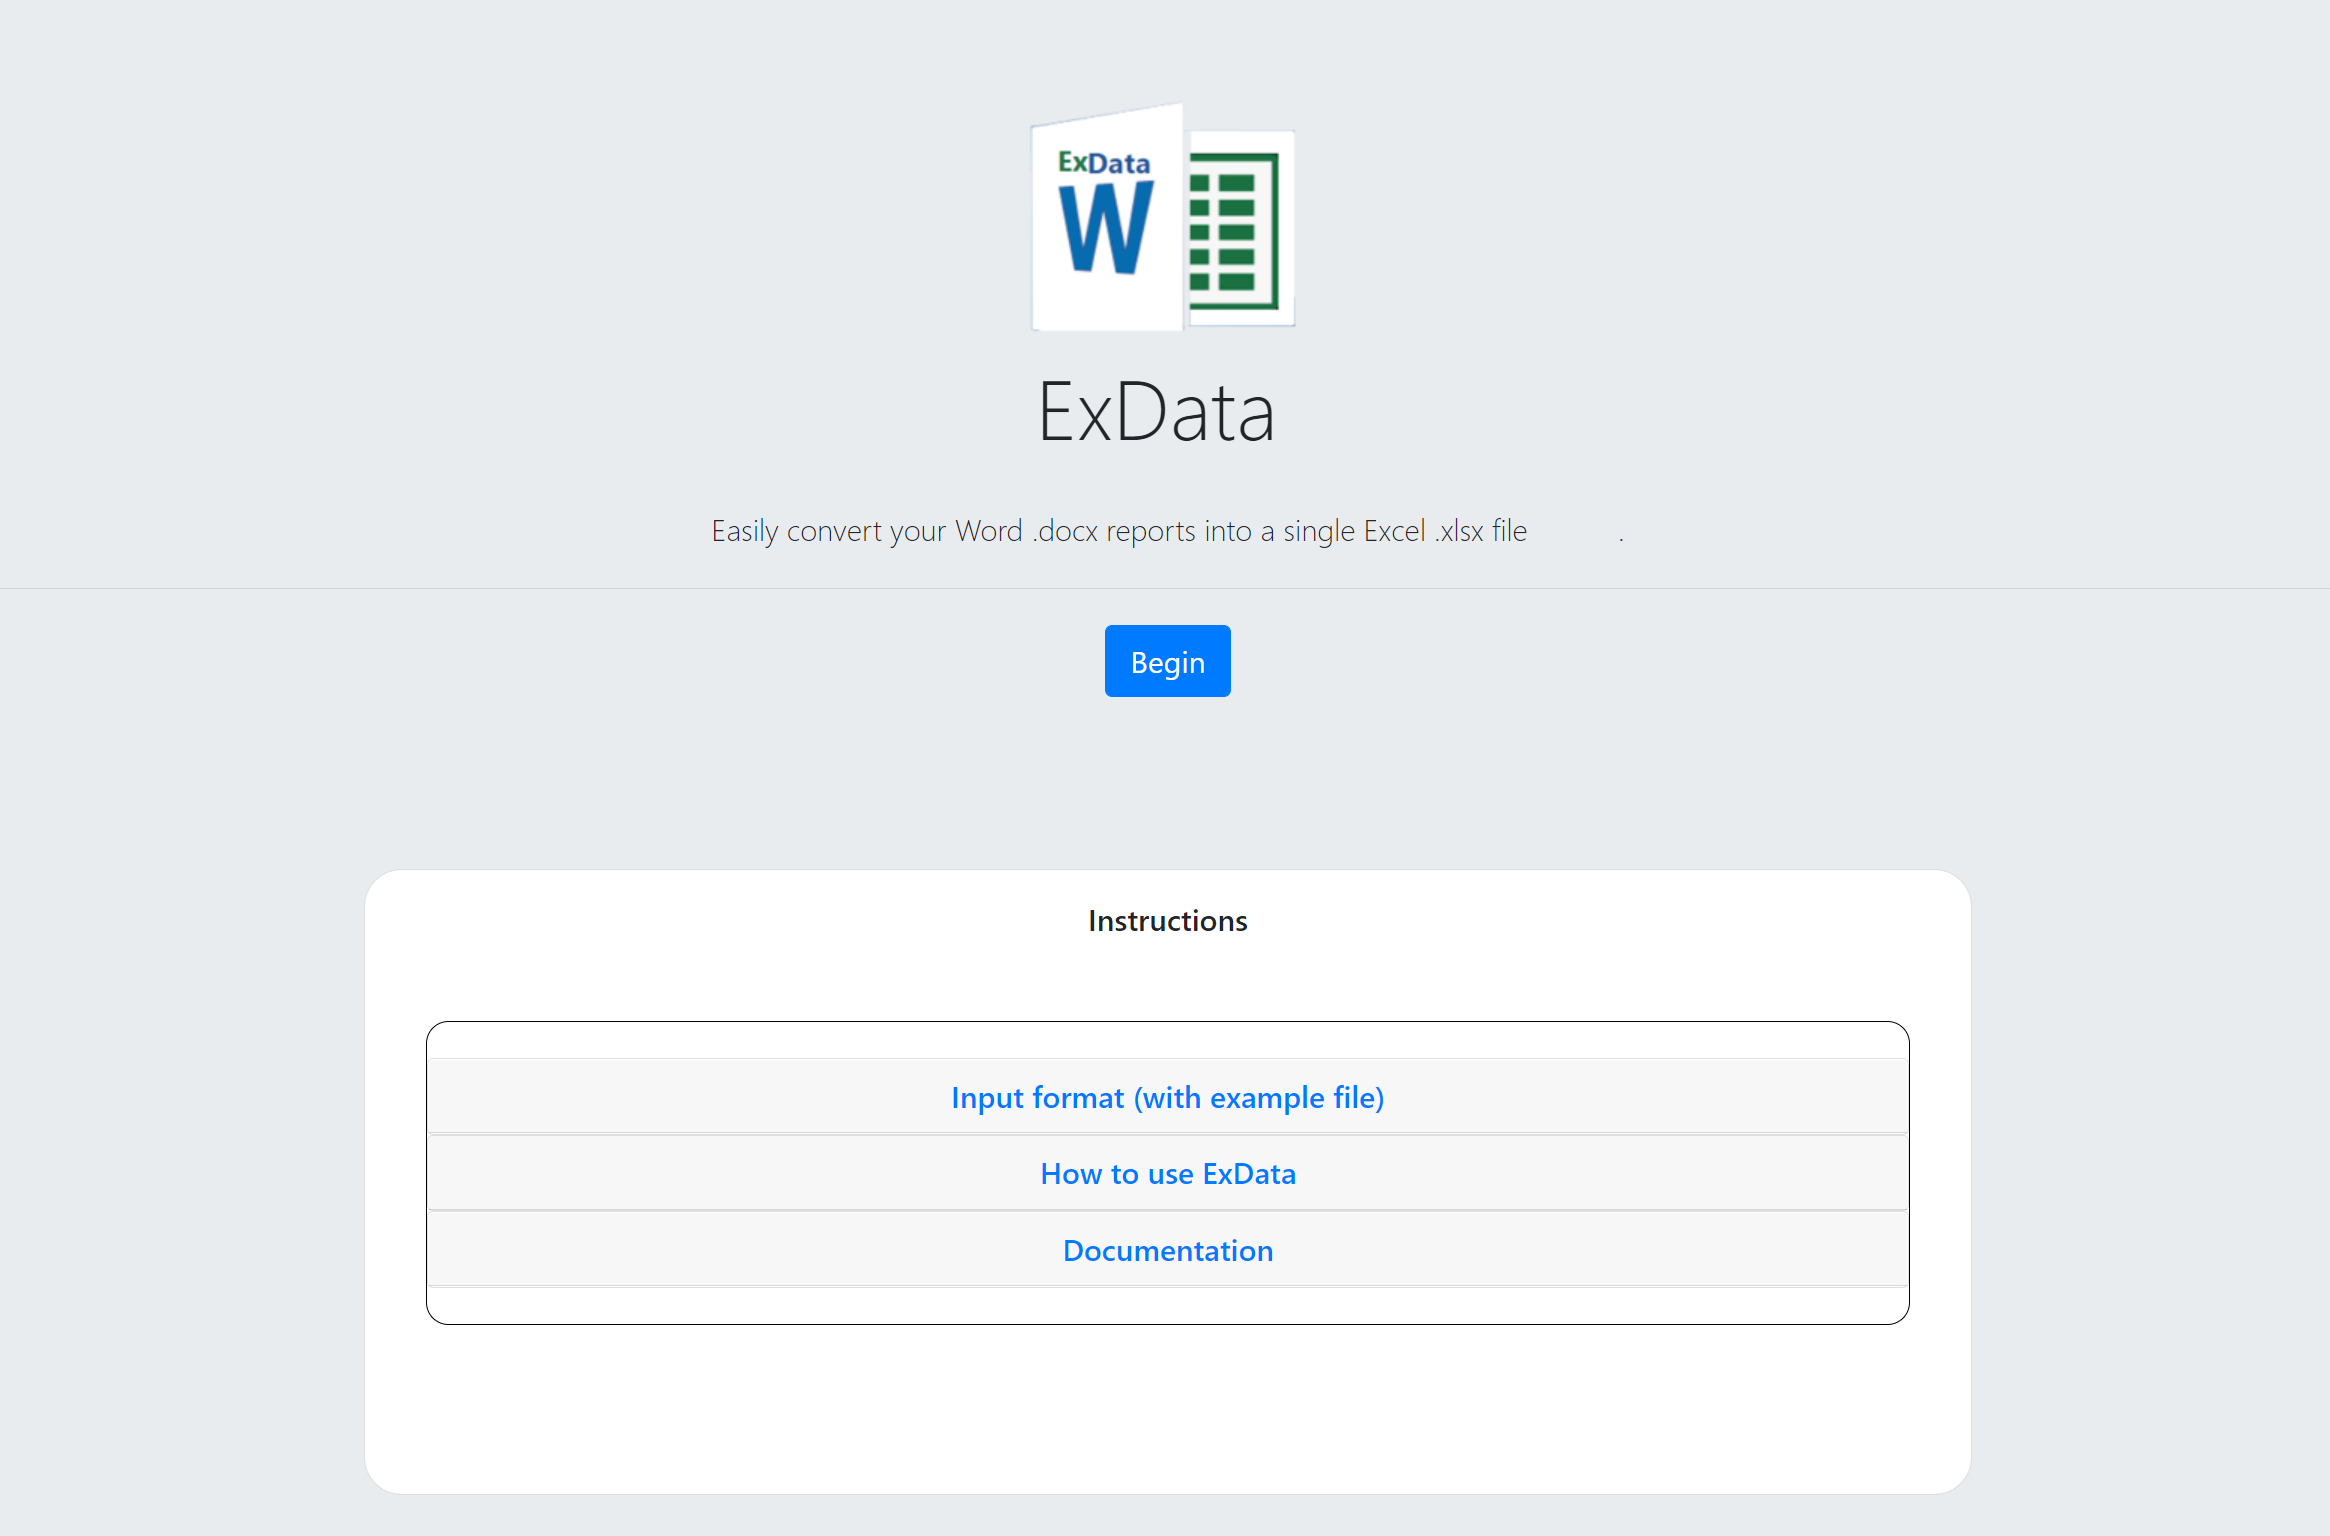 ExData
W
ExData
Easily convert your Word .docx reports into a single Excel .xlsx file .
Begin
Instructions
Input format (with example file)
How to use ExData
Documentation